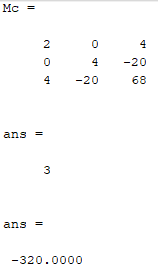 Mc =
2 0 4
0 4 -20
4 -20 68
ans =
3
ans =
-320.0000